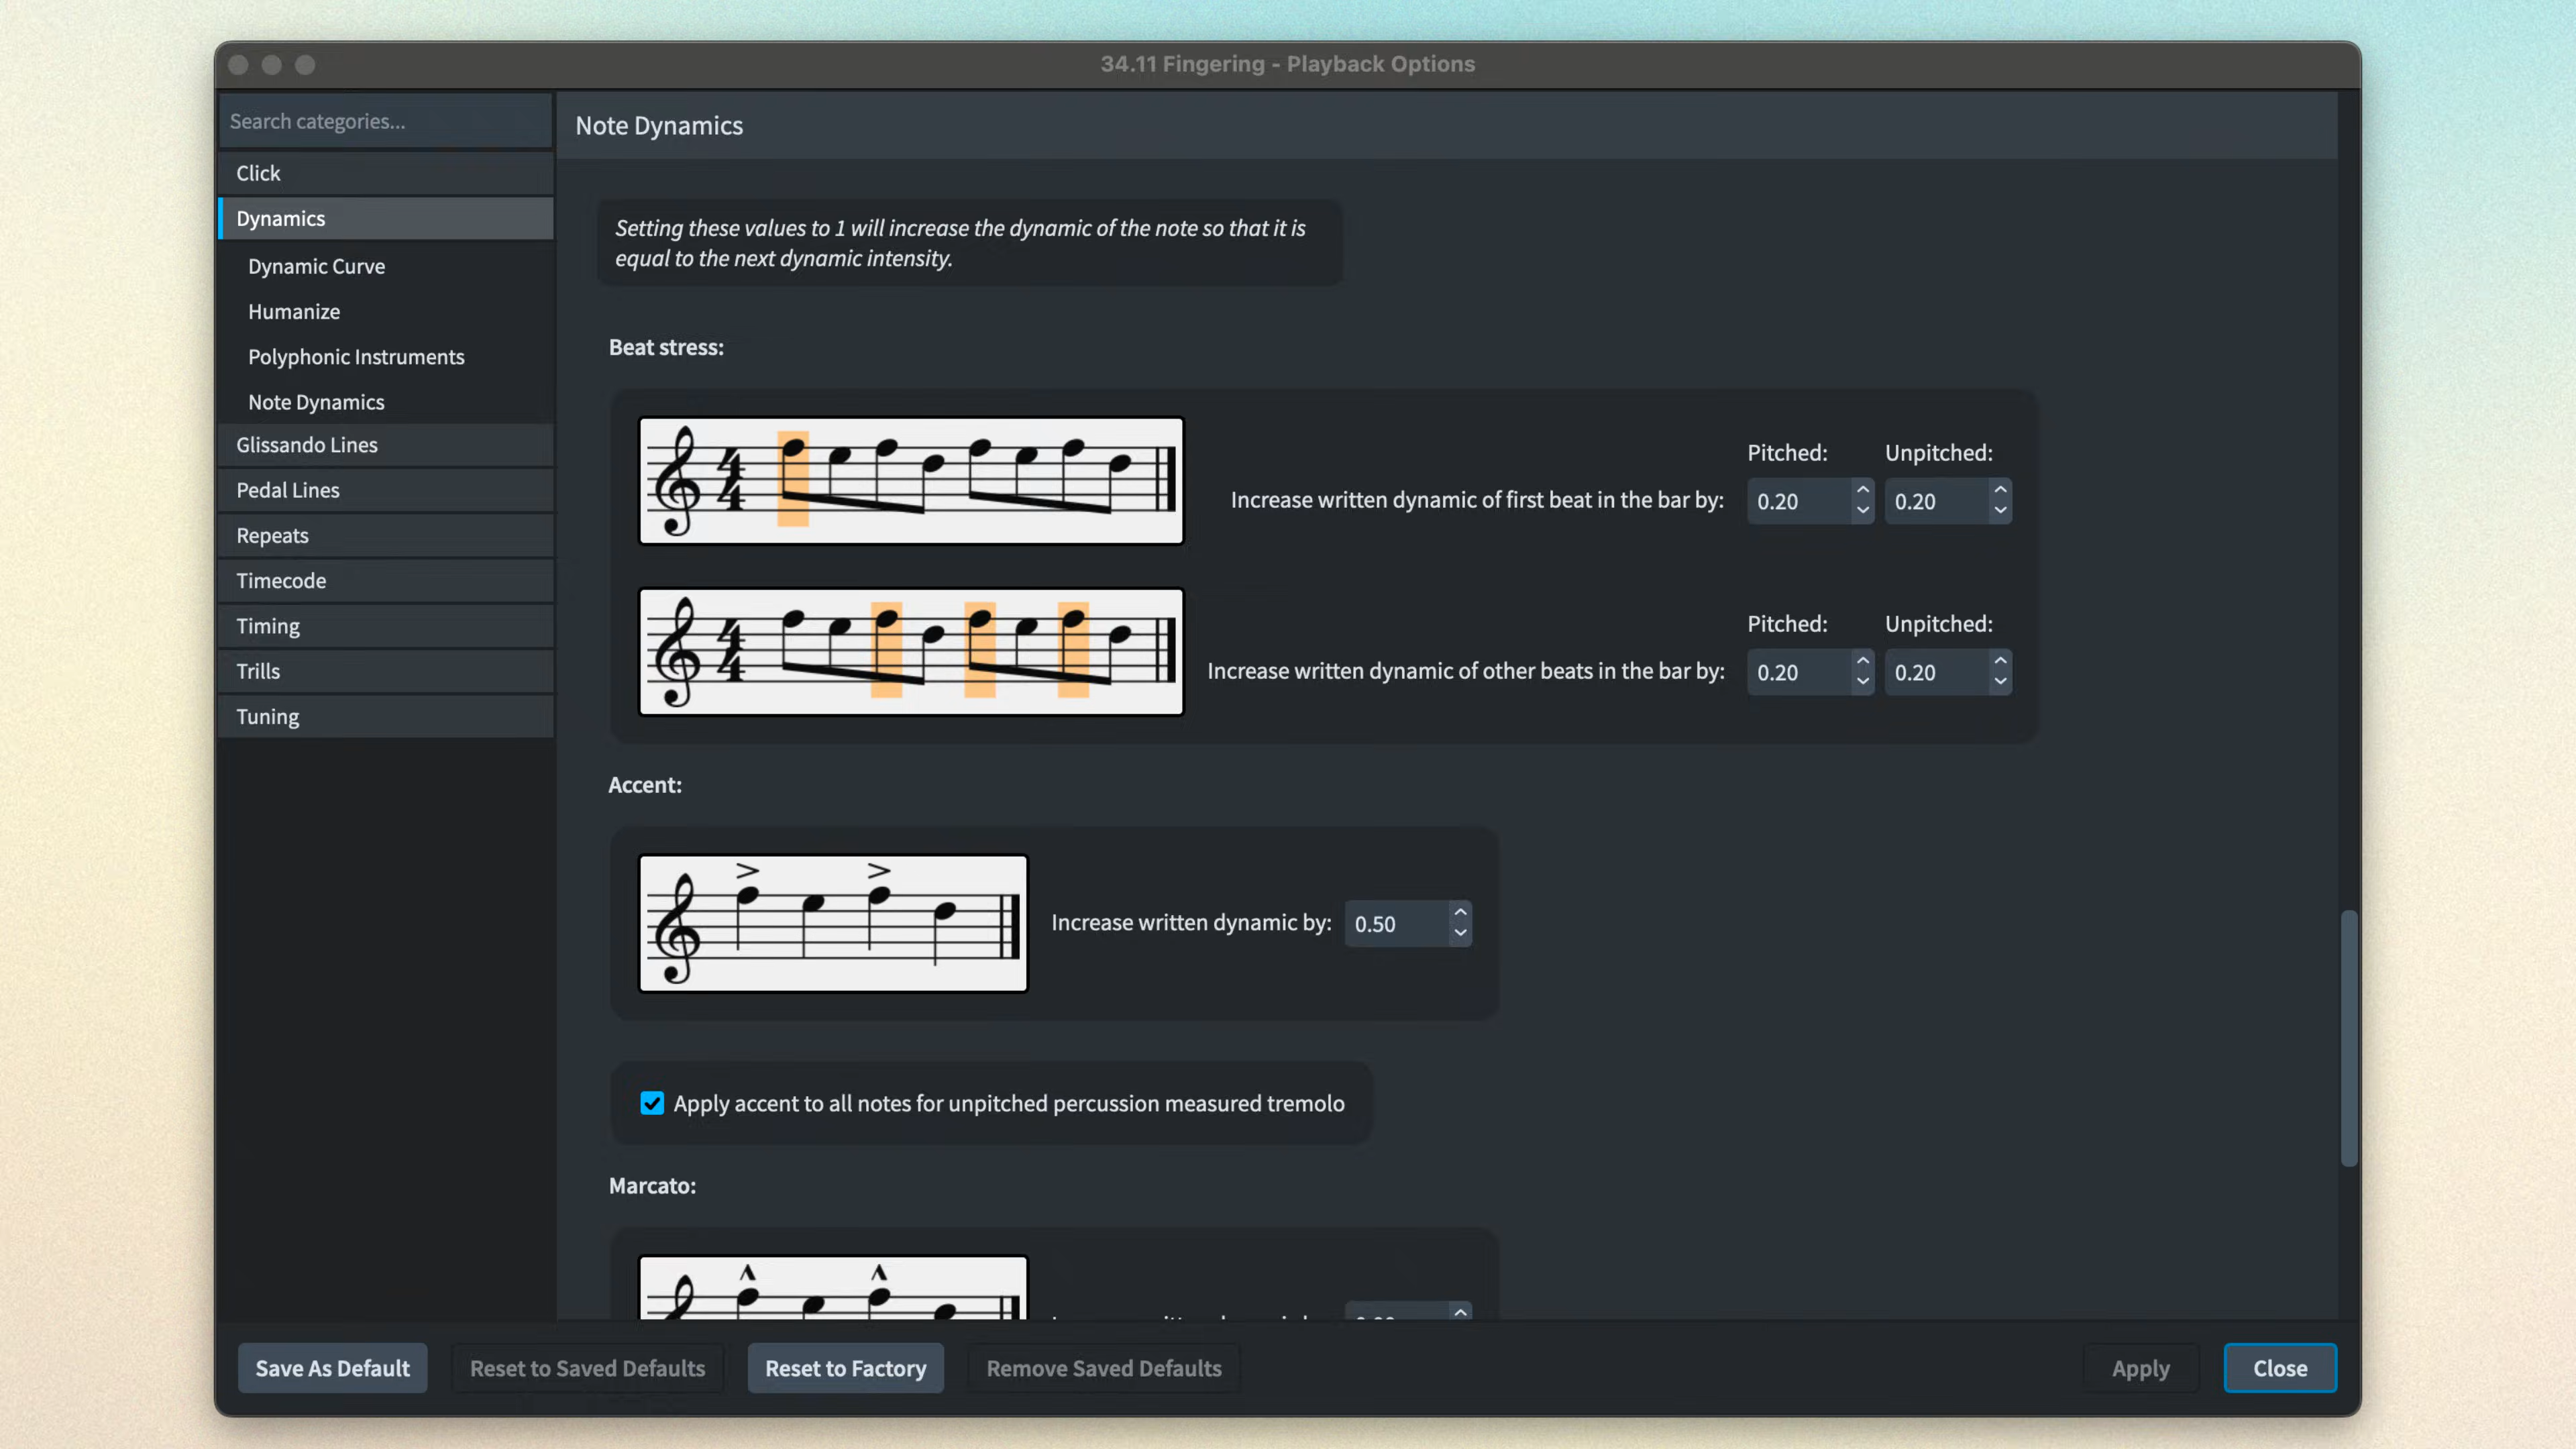 34.11 Fingering - Playback Options
Search categories...
Click
Dynamics
Dynamic Curve
Humanize
Polyphonic Instruments
Note Dynamics
Glissando Lines
Pedal Lines
Repeats
Timecode
Timing
Trills
Tuning
Note Dynamics
Setting these values to 1 will increase the dynamic of the note so that it is
equal to the next dynamic intensity.
Beat stress:
Pitched: Unpitched:
Increase written dynamic of first beat in the bar by: 0.20 0.20
Pitched: Unpitched:
Increase written dynamic of other beats in the bar by: 0.20 0.20
Accent:
Increase written dynamic by: 0.50
Apply accent to all notes for unpitched percussion measured tremolo
Marcato:
Save As Default Reset to Saved Defaults Reset to Factory Remove Saved Defaults Apply Close